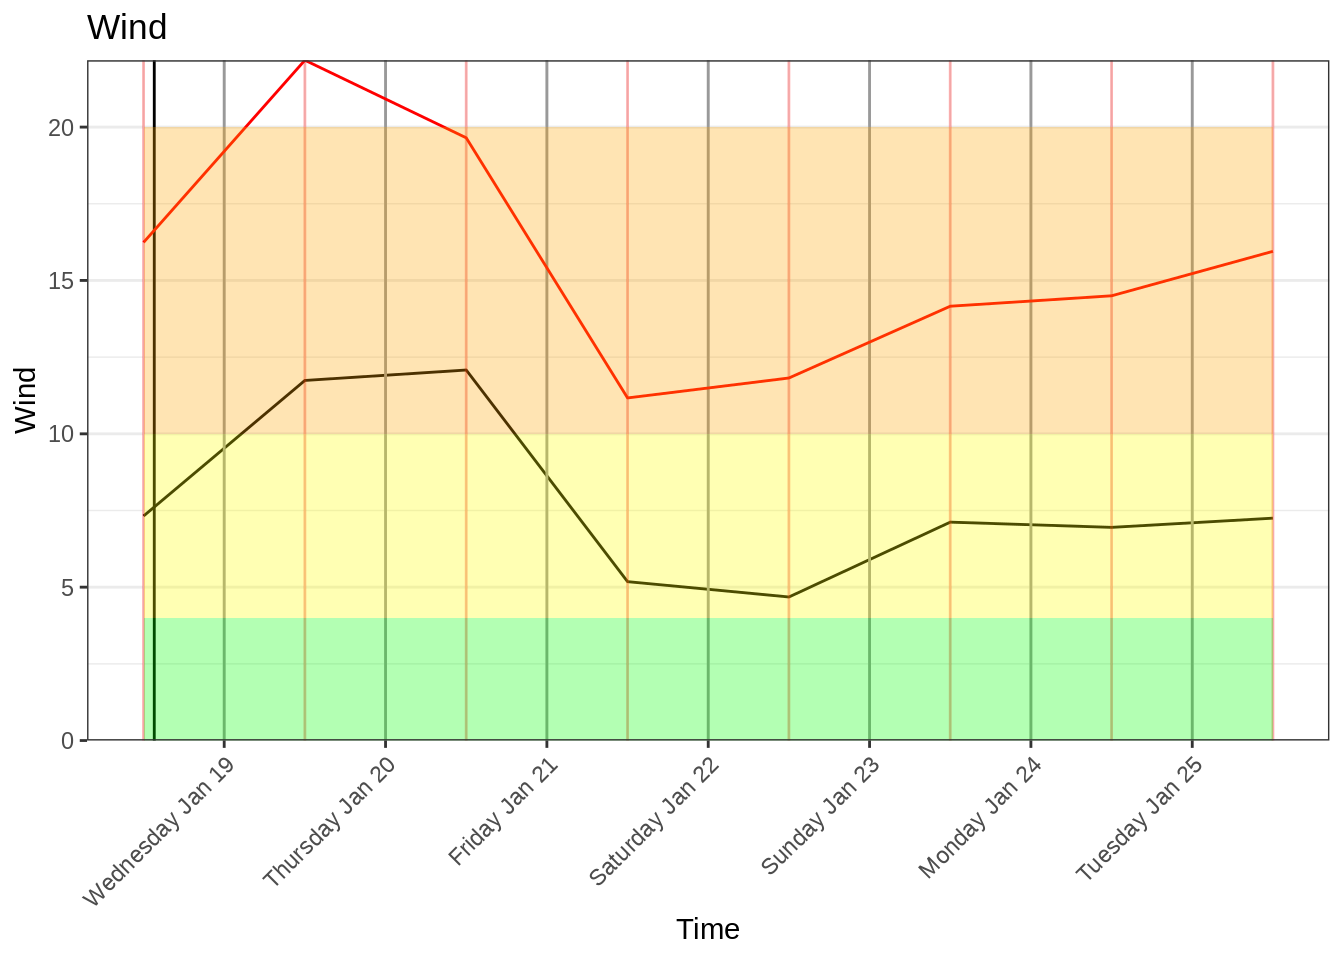 Wind
Wind
20
15
10
5
0
Wednesday Jan 19
Thursday Jan 20
Friday Jan 21
Saturday Jan 22
Sunday Jan 23
Monday Jan 24
Tuesday Jan 25
Time